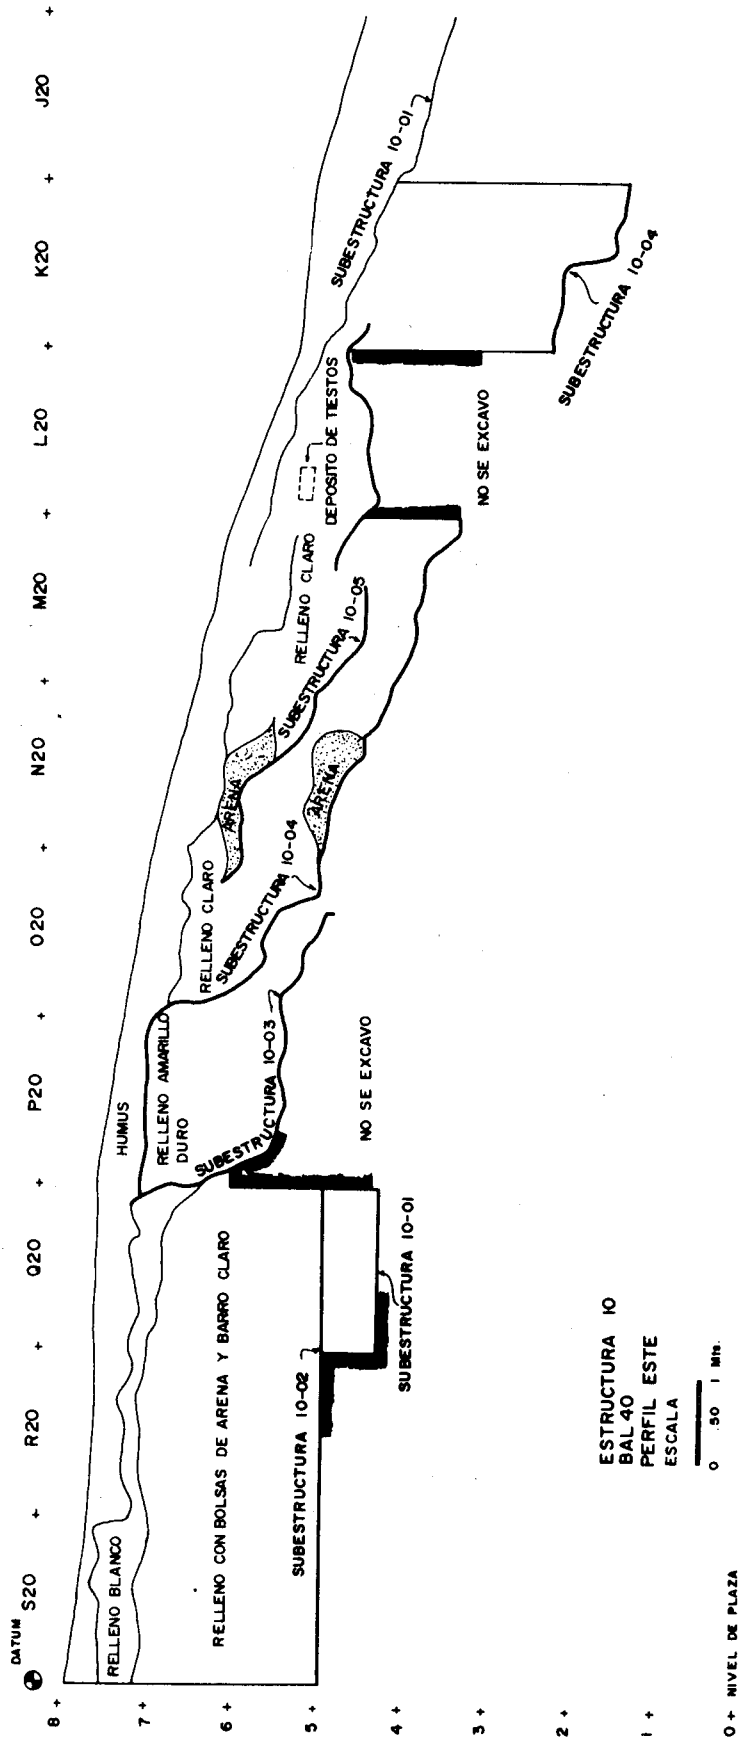 DATUM
S20 + R20 + Q20 + P20 + O20 + N20 + M20 + L20 + K20 + J20 +
8 +
7 +
6 +
5 +
4 +
3 +
2 +
1 +
0 + NIVEL DE PLAZA
RELLENO BLANCO
HUMUS
RELLENO AMARILLO
DURO
RELLENO CON BOLSAS DE ARENA Y BARRO CLARO
SUBESTRUCTURA 10-02
SUBESTRUCTURA 10-01
SUBESTRUCTURA 10-03
NO SE EXCAVO
RELLENO CLARO
SUBESTRUCTURA 10-04
ARENA
ARENA
SUBESTRUCTURA 10-05
RELLENO CLARO
DEPOSITO DE TIESTOS
NO SE EXCAVO
SUBESTRUCTURA 10-01
SUBESTRUCTURA 10-04
ESTRUCTURA 10
BAL 40
PERFIL ESTE
ESCALA
0 .50 1 Mts.